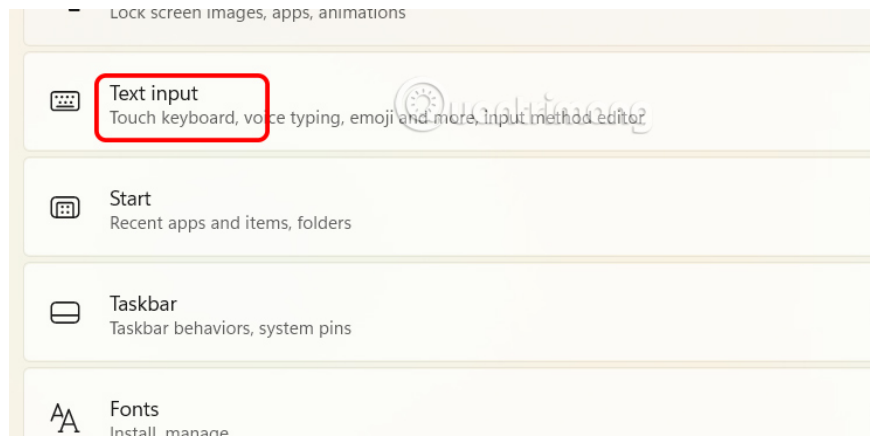 Lock screen images, apps, animations
Text input
Touch keyboard, voice typing, emoji and more, input method editor
Quantrimang
Start
Recent apps and items, folders
Taskbar
Taskbar behaviors, system pins
Fonts
Install, manage